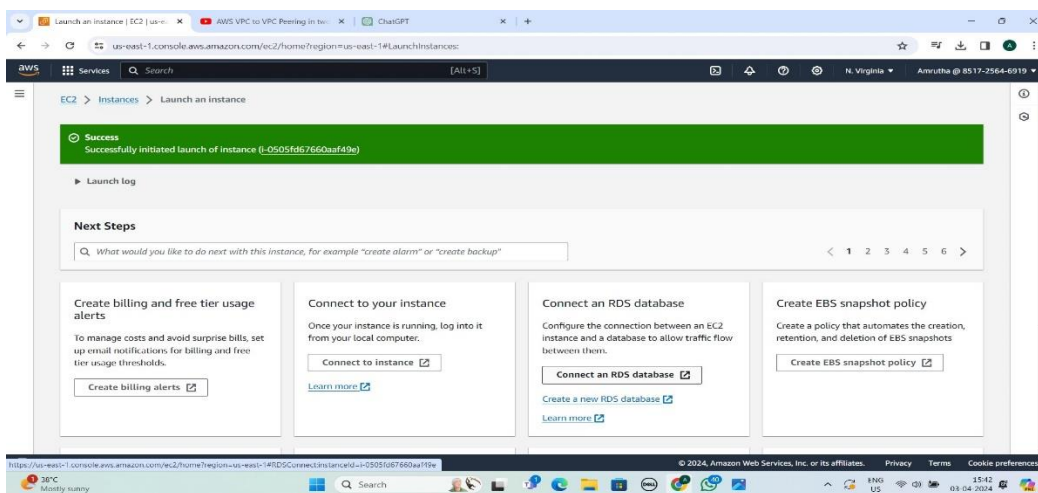 Launch an instance | EC2 | us-e
AWS VPC to VPC Peering in tw
ChatGPT
us-east-1.console.aws.amazon.com/ec2/home?region=us-east-1#LaunchInstances:
aws
Services
Search
[Alt+S]
N. Virginia
Amrutha @ 8517-2564-6919
EC2 > Instances > Launch an instance
Success
Successfully initiated launch of instance (i-0505fd67660aaf49e)
Launch log
Next Steps
What would you like to do next with this instance, for example "create alarm" or "create backup"
< 1 2 3 4 5 6 >
Create billing and free tier usage
alerts
To manage costs and avoid surprise bills, set
up email notifications for billing and free
tier usage thresholds.
Create billing alerts
Connect to your instance
Once your instance is running, log into it
from your local computer.
Connect to instance
Learn more
Connect an RDS database
Configure the connection between an EC2
instance and a database to allow traffic flow
between them.
Connect an RDS database
Create a new RDS database
Learn more
Create EBS snapshot policy
Create a policy that automates the creation,
retention, and deletion of EBS snapshots
Create EBS snapshot policy
https://us-east-1.console.aws.amazon.com/ec2/home?region=us-east-1#RDSConnect:instanceId=i-0505fd67660aaf49e
© 2024, Amazon Web Services, Inc. or its affiliates.
Privacy
Terms
Cookie preferences
38°C
Mostly sunny
Search
ENG
US
15:42
03-04-2024